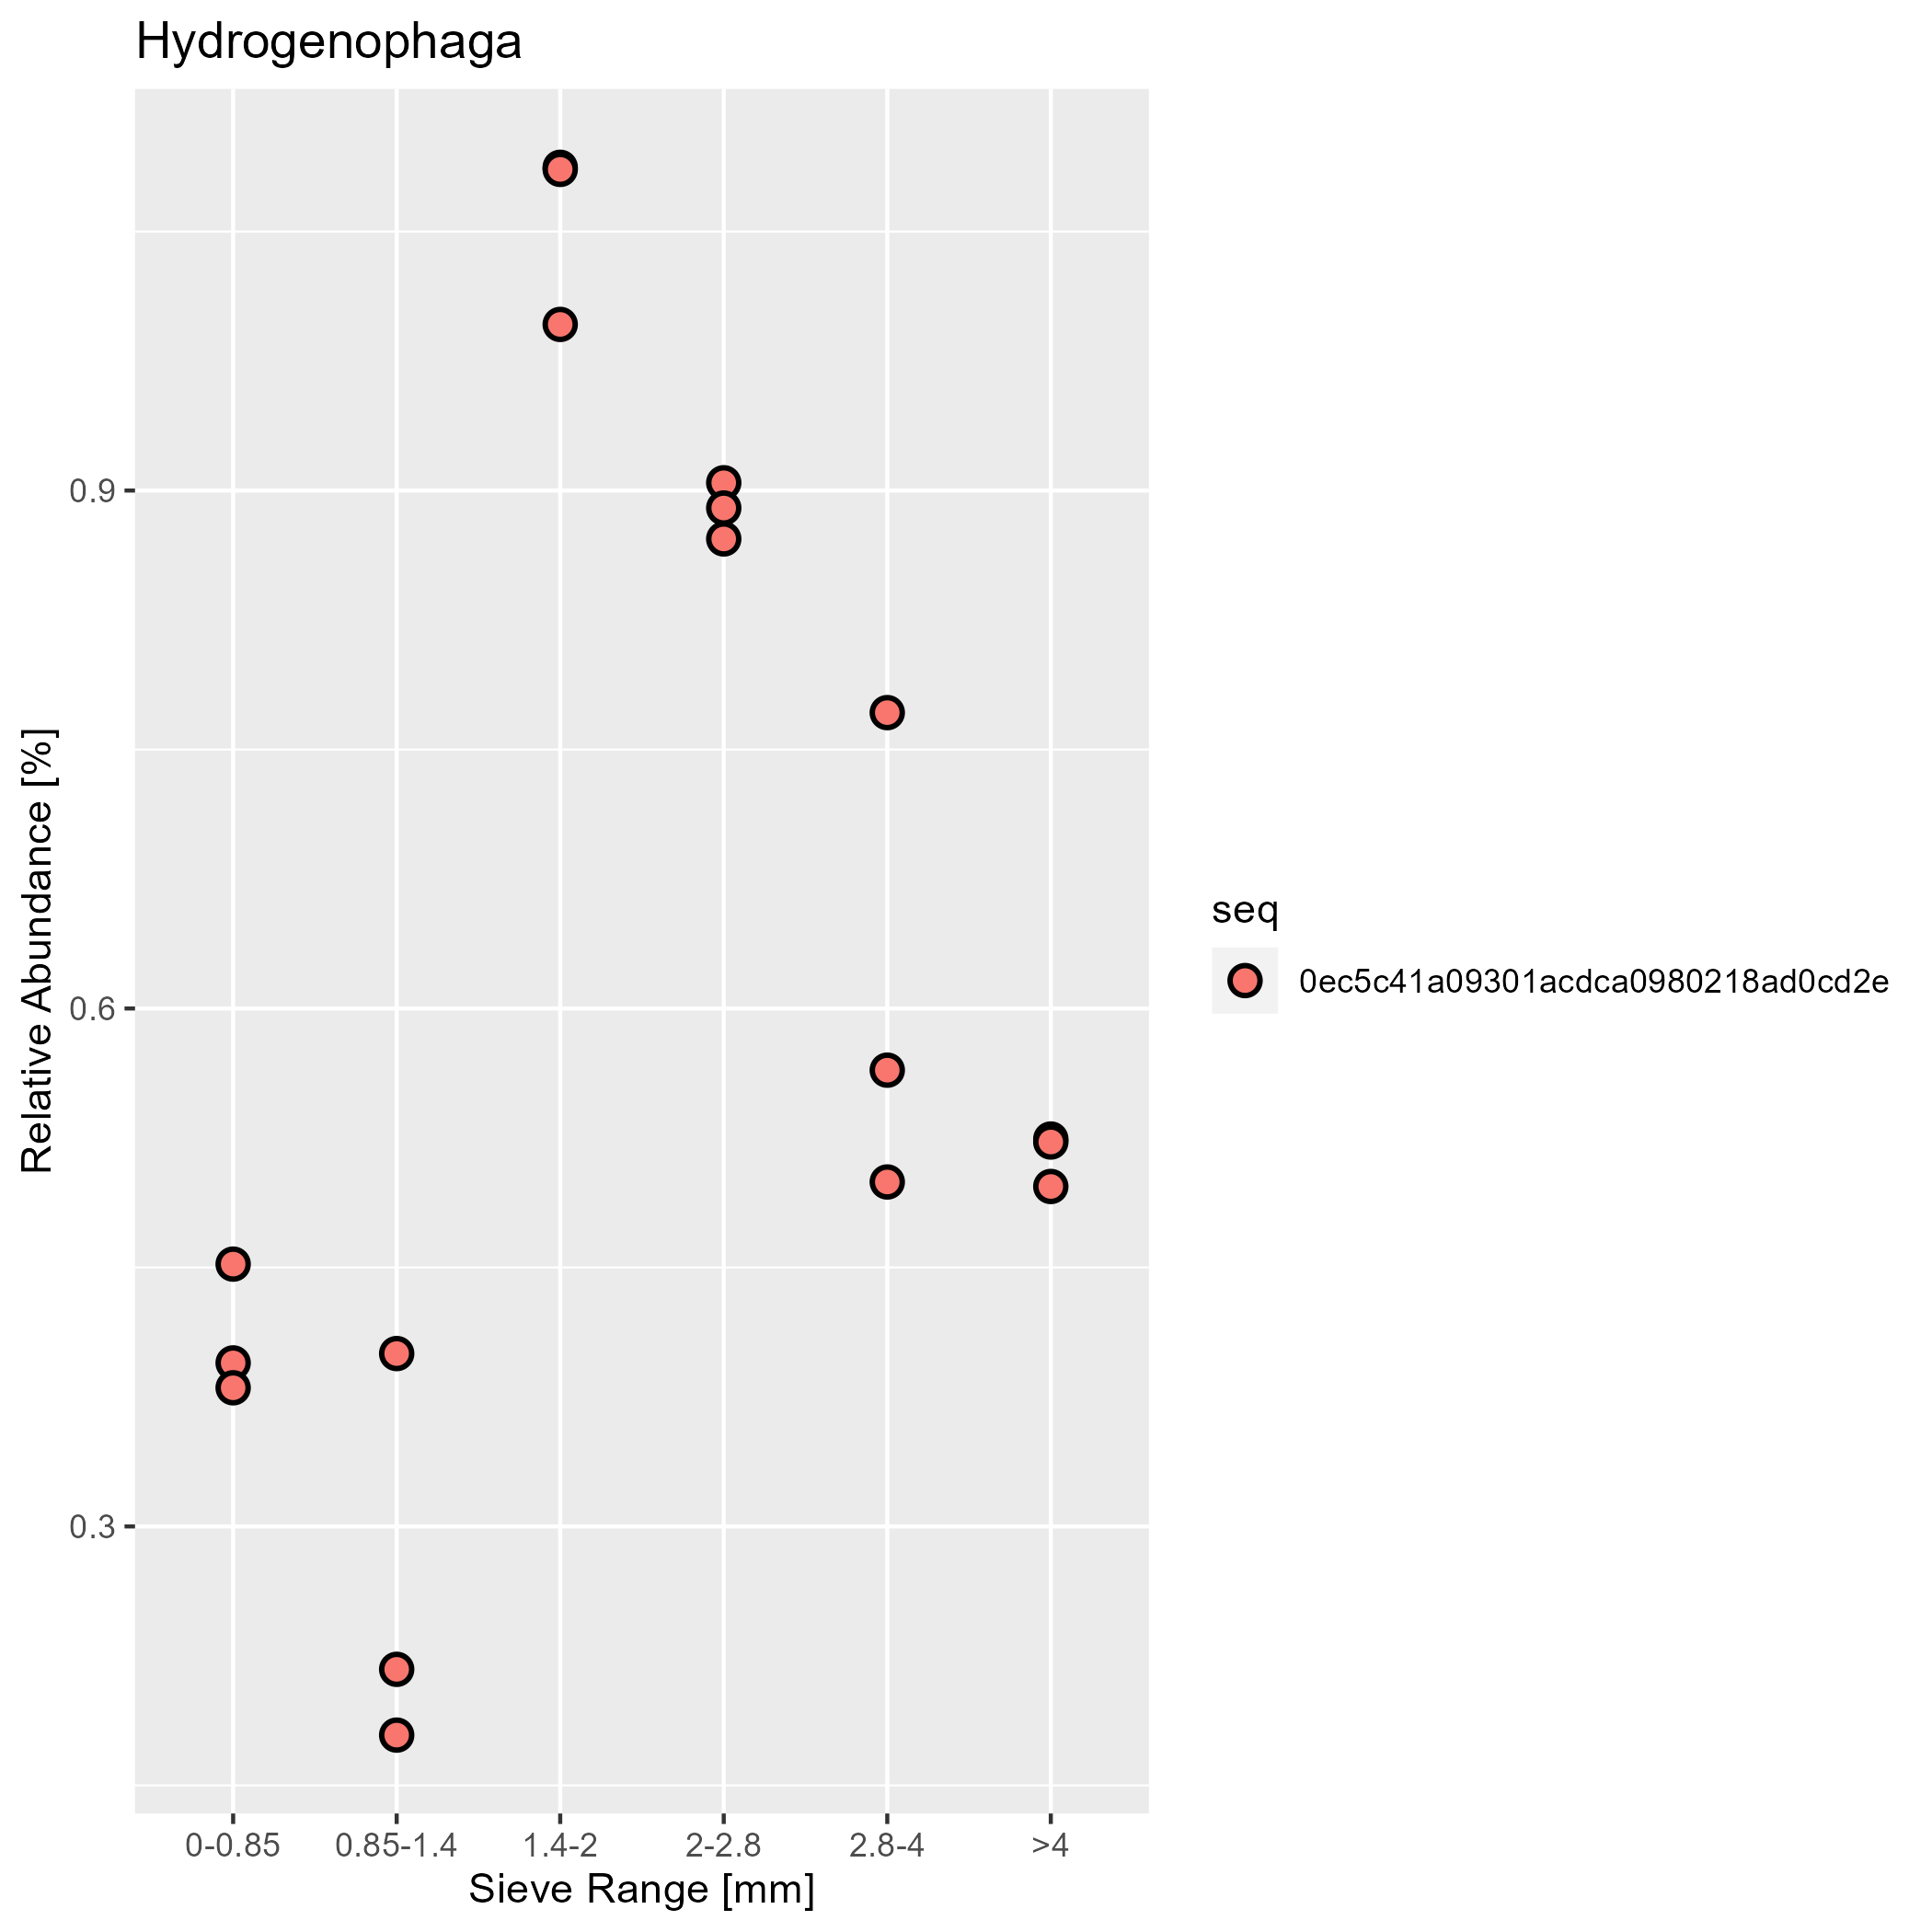 Hydrogenophaga
Relative Abundance [%]
0.9
0.6
0.3
0-0.85
0.85-1.4
1.4-2
2-2.8
2.8-4
>4
Sieve Range [mm]
seq
0ec5c41a09301acdca0980218ad0cd2e